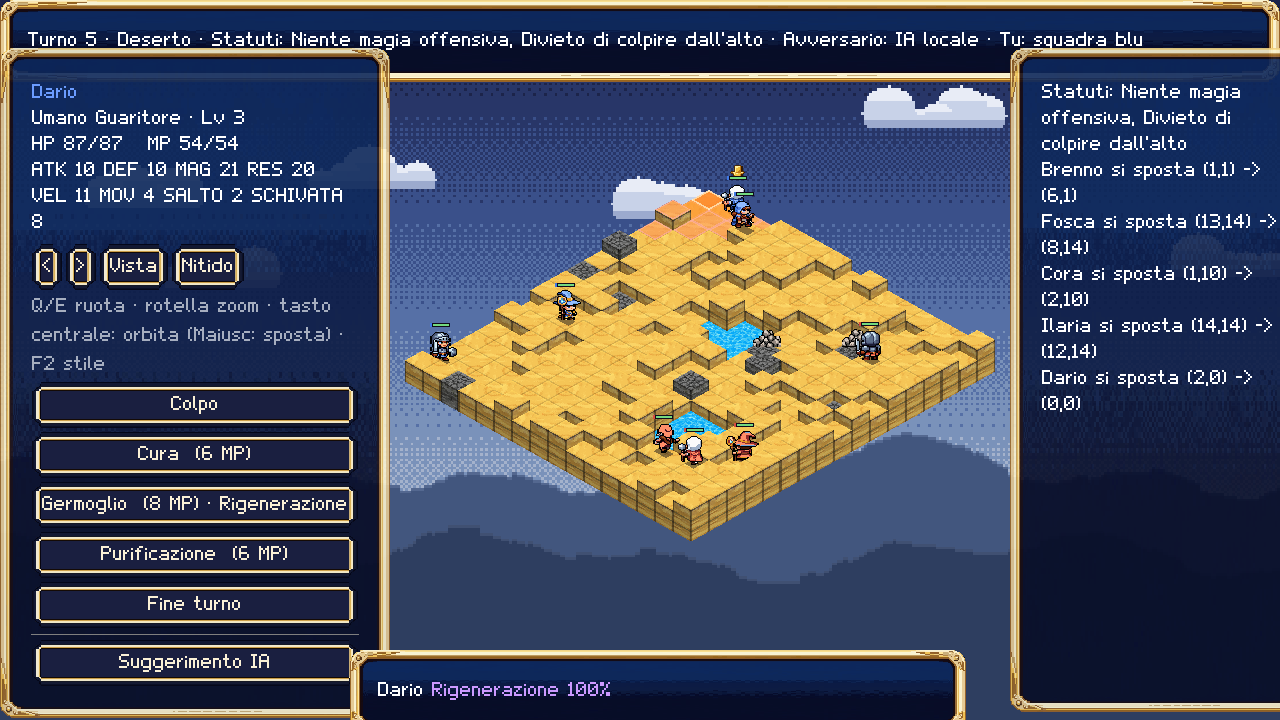 Turno 5 · Deserto · Statuti: Niente magia offensiva, Divieto di colpire dall'alto · Avversario: IA locale · Tu: squadra blu
Dario
Umano Guaritore · Lv 3
HP 87/87 MP 54/54
ATK 10 DEF 10 MAG 21 RES 20
VEL 11 MOV 4 SALTO 2 SCHIVATA
8
< > Vista Nitido
Q/E ruota · rotella zoom · tasto
centrale: orbita (Maiusc: sposta) ·
F2 stile
Colpo
Cura (6 MP)
Germoglio (8 MP) · Rigenerazione
Purificazione (6 MP)
Fine turno
Suggerimento IA
Dario Rigenerazione 100%
Statuti: Niente magia
offensiva, Divieto di
colpire dall'alto
Brenno si sposta (1,1) ->
(6,1)
Fosca si sposta (13,14) ->
(8,14)
Cora si sposta (1,10) ->
(2,10)
Ilaria si sposta (14,14) ->
(12,14)
Dario si sposta (2,0) ->
(0,0)